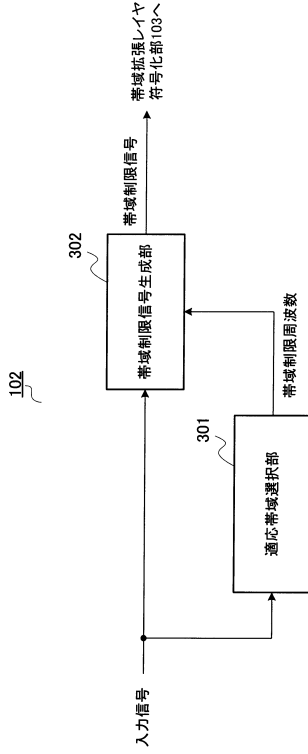 102
入力信号
適応帯域選択部
301
帯域制限周波数
帯域制限信号生成部
302
帯域制限信号
帯域拡張レイヤ
符号化部103へ